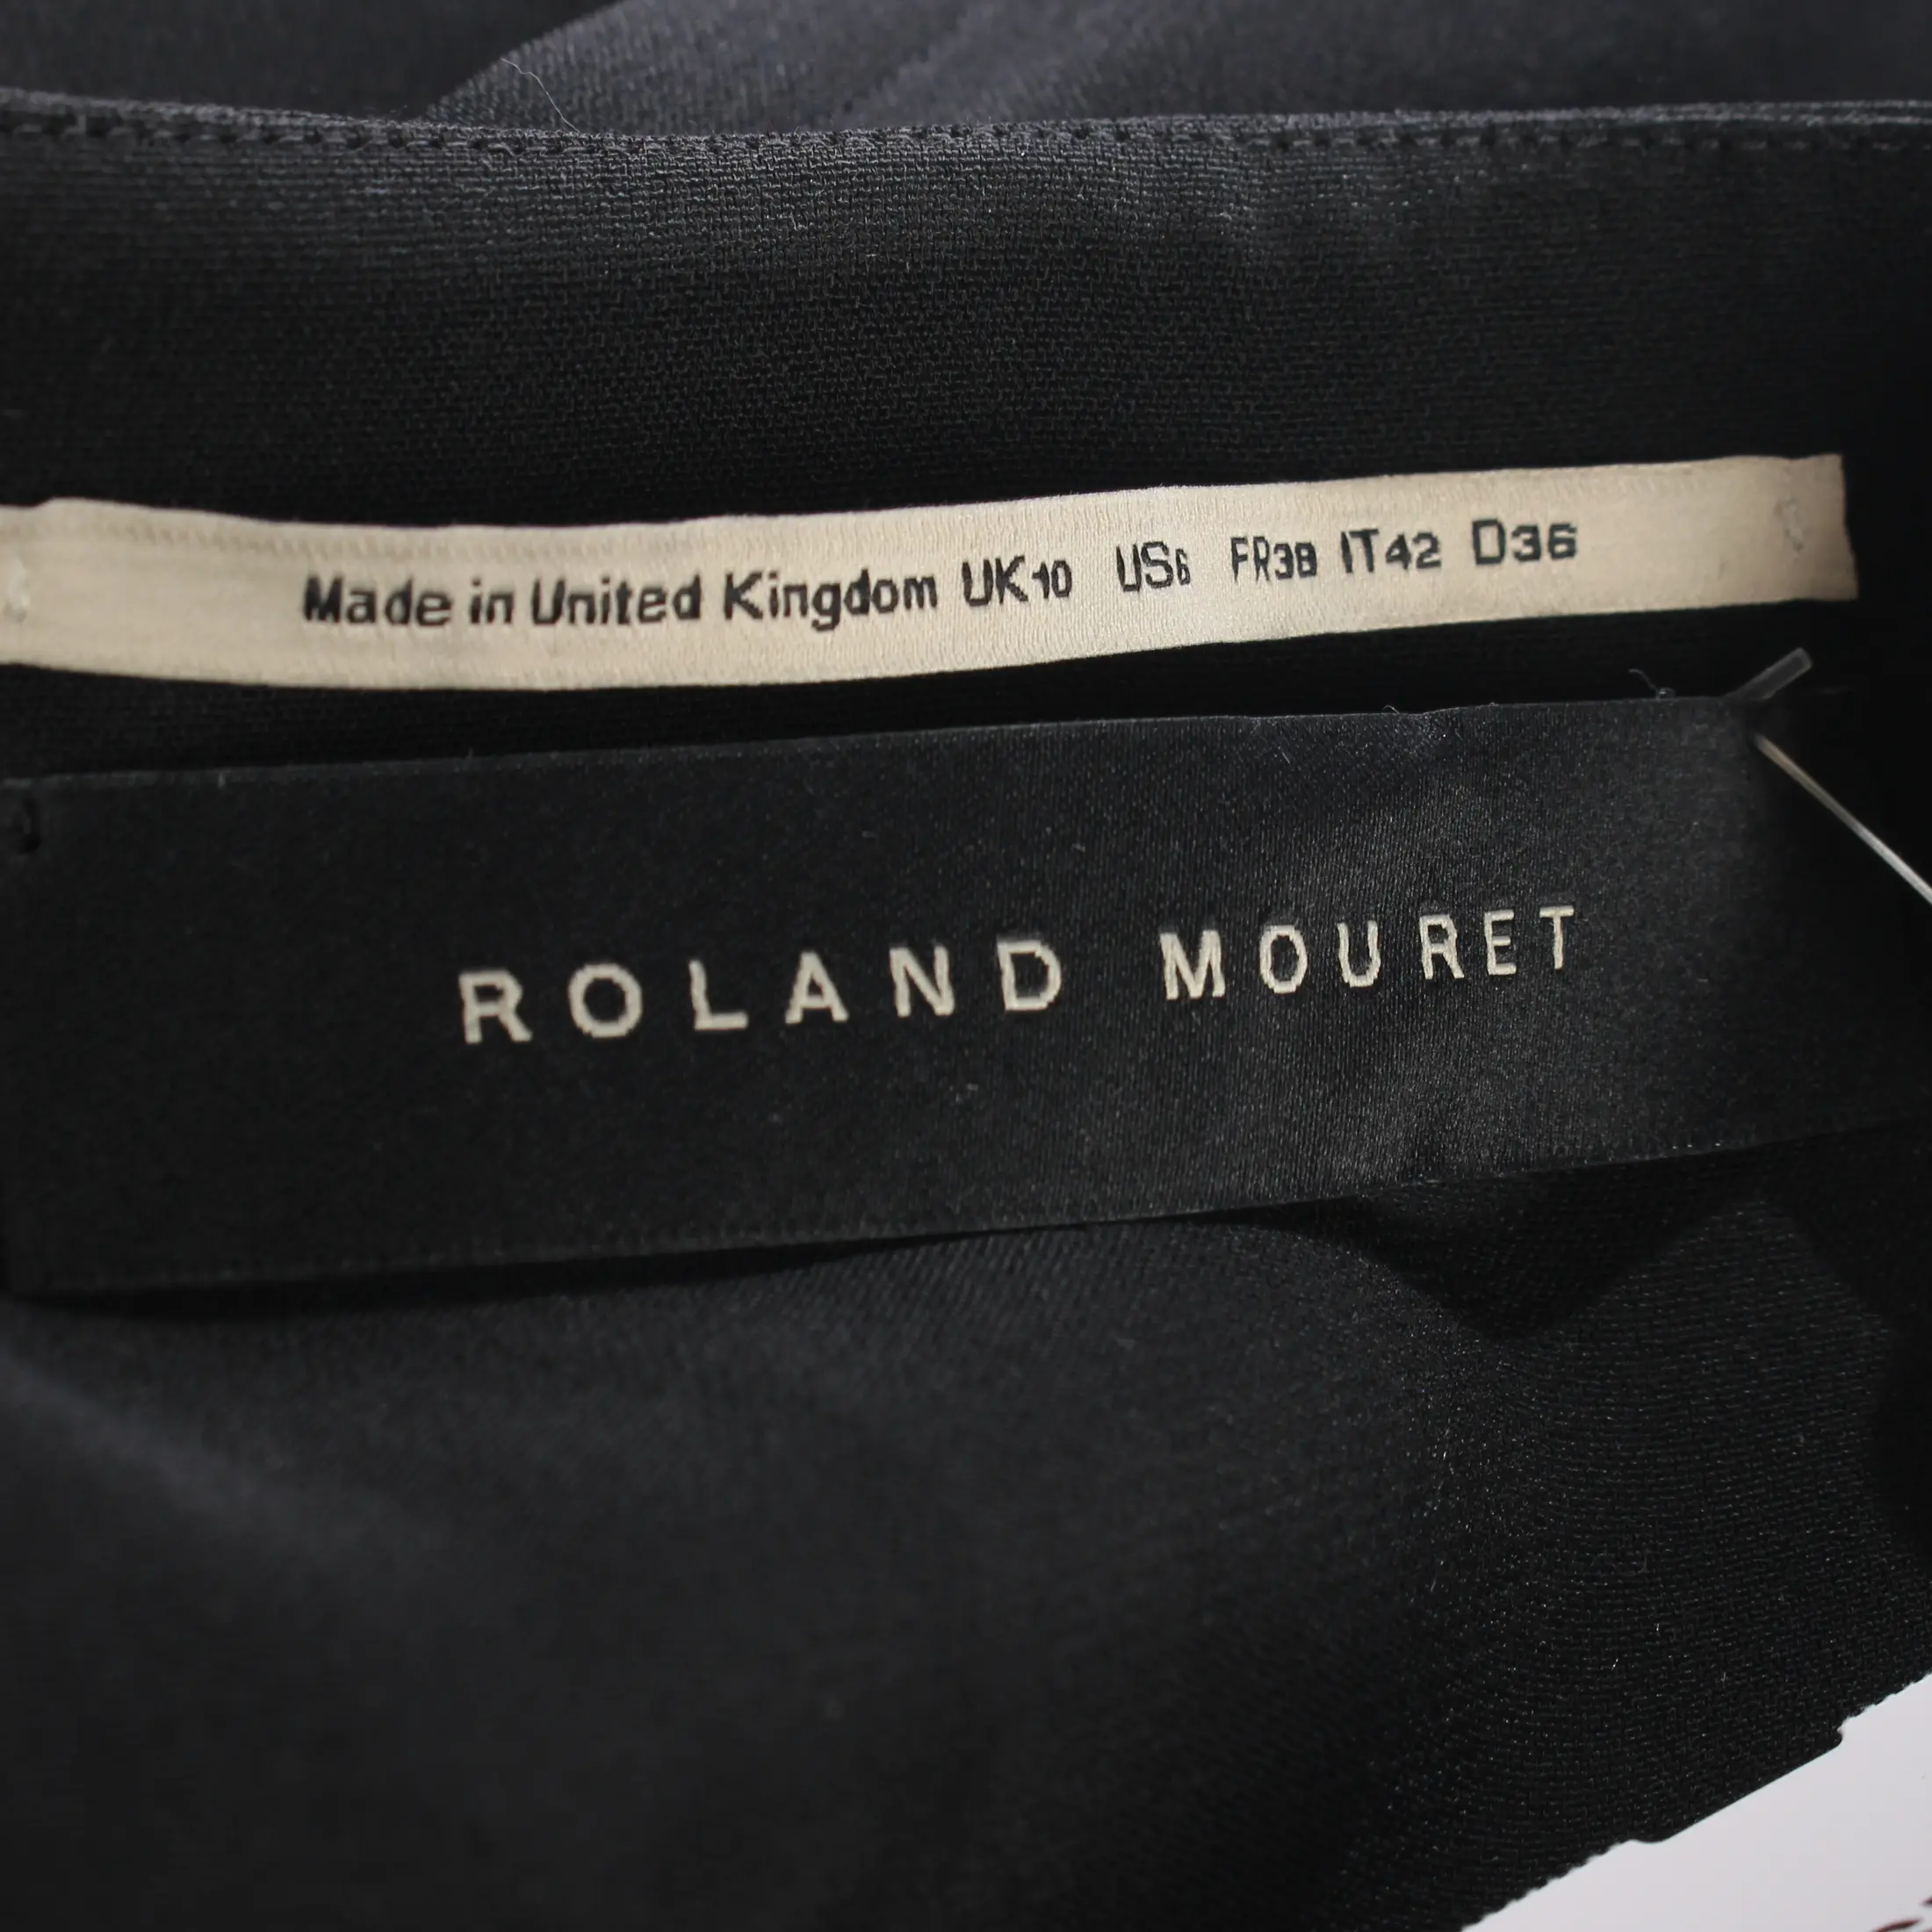 Made in United Kingdom UK10 US6 FR38 IT42 D36
ROLAND MOURET